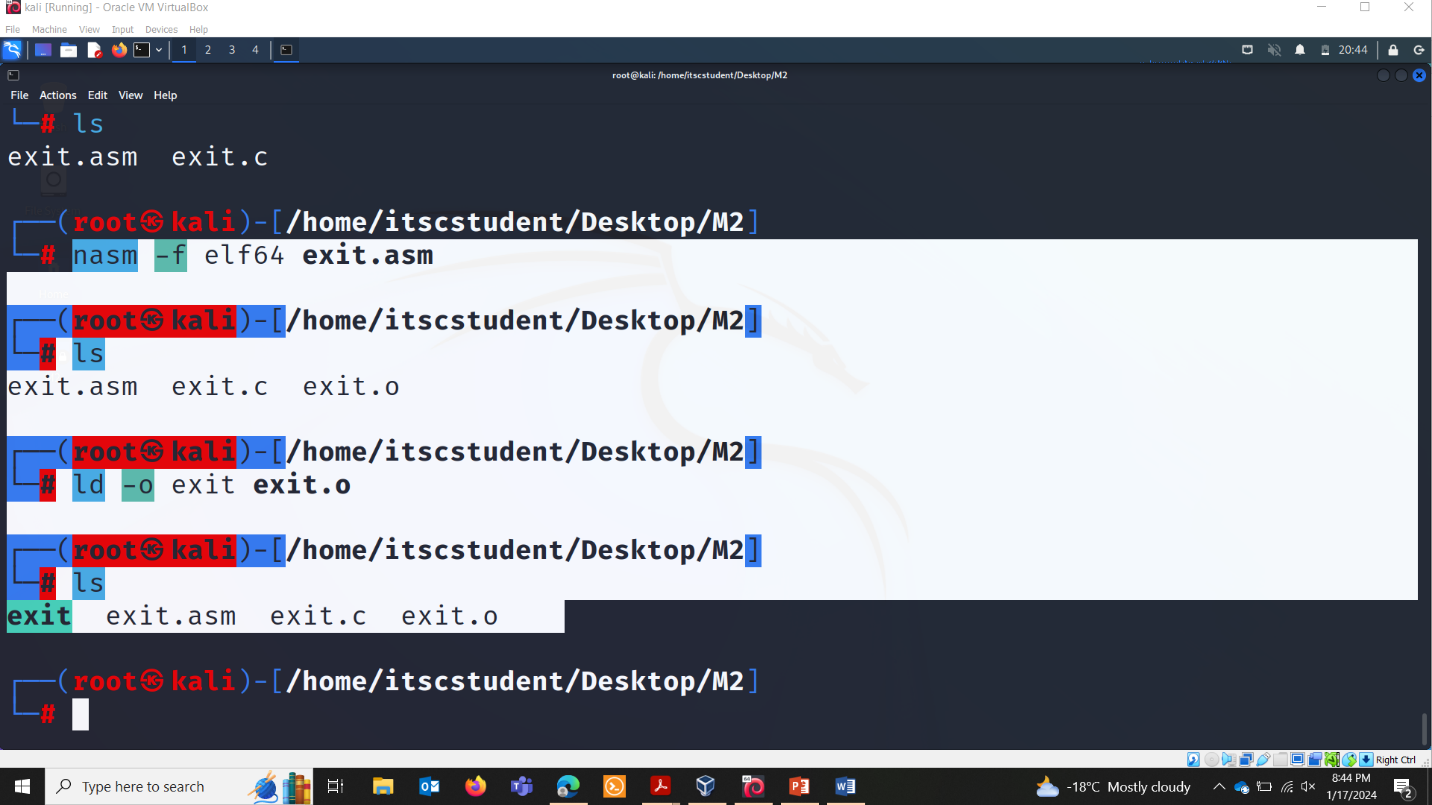 kali [Running] - Oracle VM VirtualBox
File Machine View Input Devices Help
1 2 3 4 20:44
root@kali: /home/itscstudent/Desktop/M2
File Actions Edit View Help
└─# ls
exit.asm exit.c
┌──(root㉿kali)-[/home/itscstudent/Desktop/M2]
└─# nasm -f elf64 exit.asm
┌──(root㉿kali)-[/home/itscstudent/Desktop/M2]
└─# ls
exit.asm exit.c exit.o
┌──(root㉿kali)-[/home/itscstudent/Desktop/M2]
└─# ld -o exit exit.o
┌──(root㉿kali)-[/home/itscstudent/Desktop/M2]
└─# ls
exit exit.asm exit.c exit.o
┌──(root㉿kali)-[/home/itscstudent/Desktop/M2]
└─#
Right Ctrl
Type here to search
-18°C Mostly cloudy
8:44 PM
1/17/2024
2